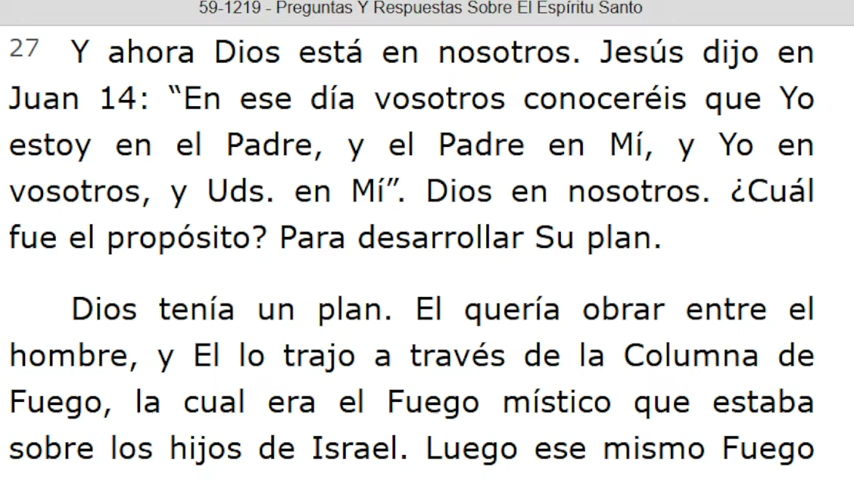 59-1219 - Preguntas Y Respuestas Sobre El Espíritu Santo
27 Y ahora Dios está en nosotros. Jesús dijo en
Juan 14: “En ese día vosotros conoceréis que Yo
estoy en el Padre, y el Padre en Mí, y Yo en
vosotros, y Uds. en Mí”. Dios en nosotros. ¿Cuál
fue el propósito? Para desarrollar Su plan.
Dios tenía un plan. El quería obrar entre el
hombre, y El lo trajo a través de la Columna de
Fuego, la cual era el Fuego místico que estaba
sobre los hijos de Israel. Luego ese mismo Fuego